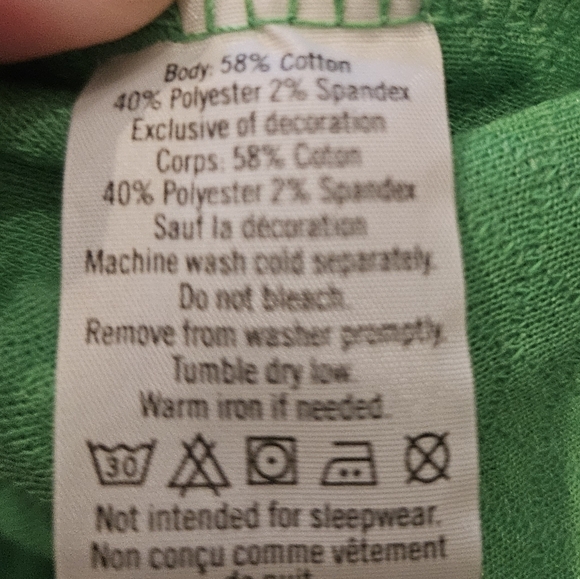 Body: 58% Cotton
40% Polyester 2% Spandex
Exclusive of decoration
Corps: 58% Coton
40% Polyester 2% Spandex
Sauf la décoration
Machine wash cold separately.
Do not bleach.
Remove from washer promptly.
Tumble dry low.
Warm iron if needed.
30
Not intended for sleepwear.
Non conçu comme vêtement
de nuit